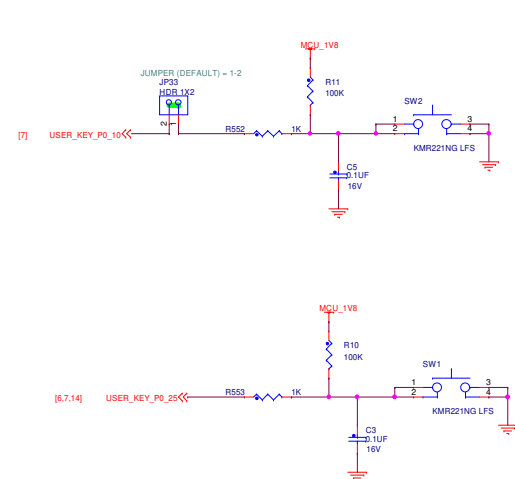 MCU_1V8
JUMPER (DEFAULT) = 1-2
JP33
HDR 1X2
R11
100K
SW2
2
1
1
2
3
4
[7]
USER_KEY_P0_10
R552
1K
KMR221NG LFS
C5
0.1UF
16V
MCU_1V8
R10
100K
SW1
1
2
3
4
[6,7,14]
USER_KEY_P0_25
R553
1K
KMR221NG LFS
C3
0.1UF
16V